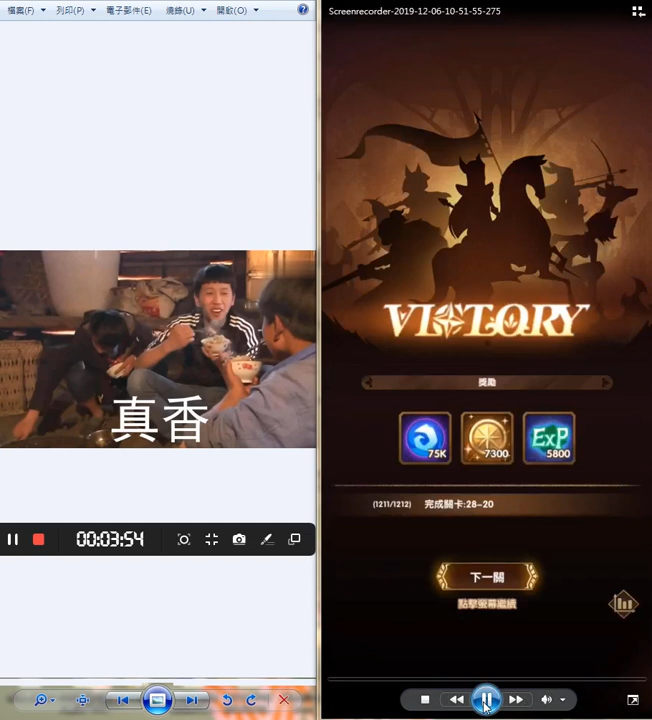 檔案(F)
列印(P)
電子郵件(E)
燒錄(U)
開啟(O)
真香
00:03:54
Screenrecorder-2019-12-06-10-51-55-275
VICTORY
獎勵
75K
7300
EXP
5800
(1211/1212) 完成關卡:28-20
下一關
點擊螢幕繼續